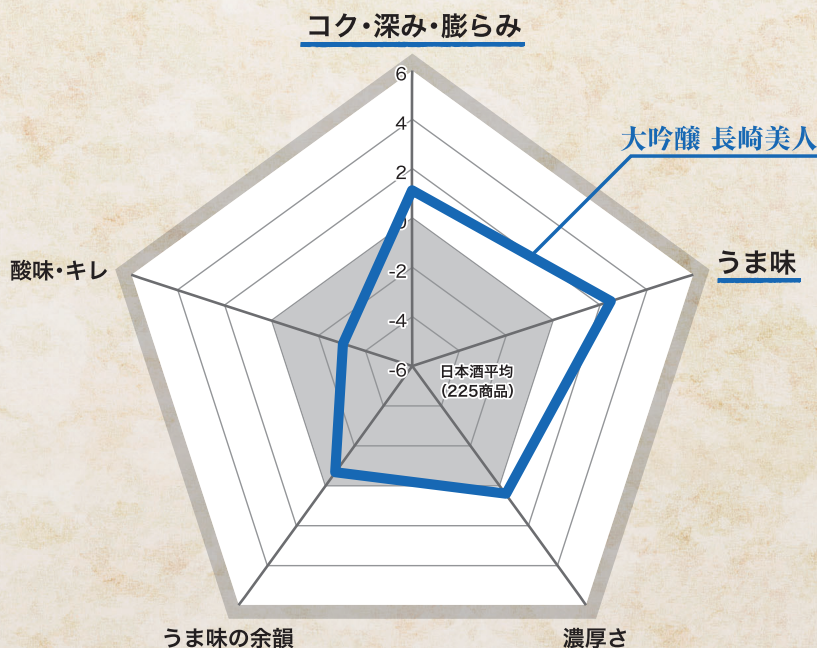 コク・深み・膨らみ
大吟醸 長崎美人
6
4
2
0
-2
-4
-6
うま味
酸味・キレ
日本酒平均
（225商品）
うま味の余韻
濃厚さ